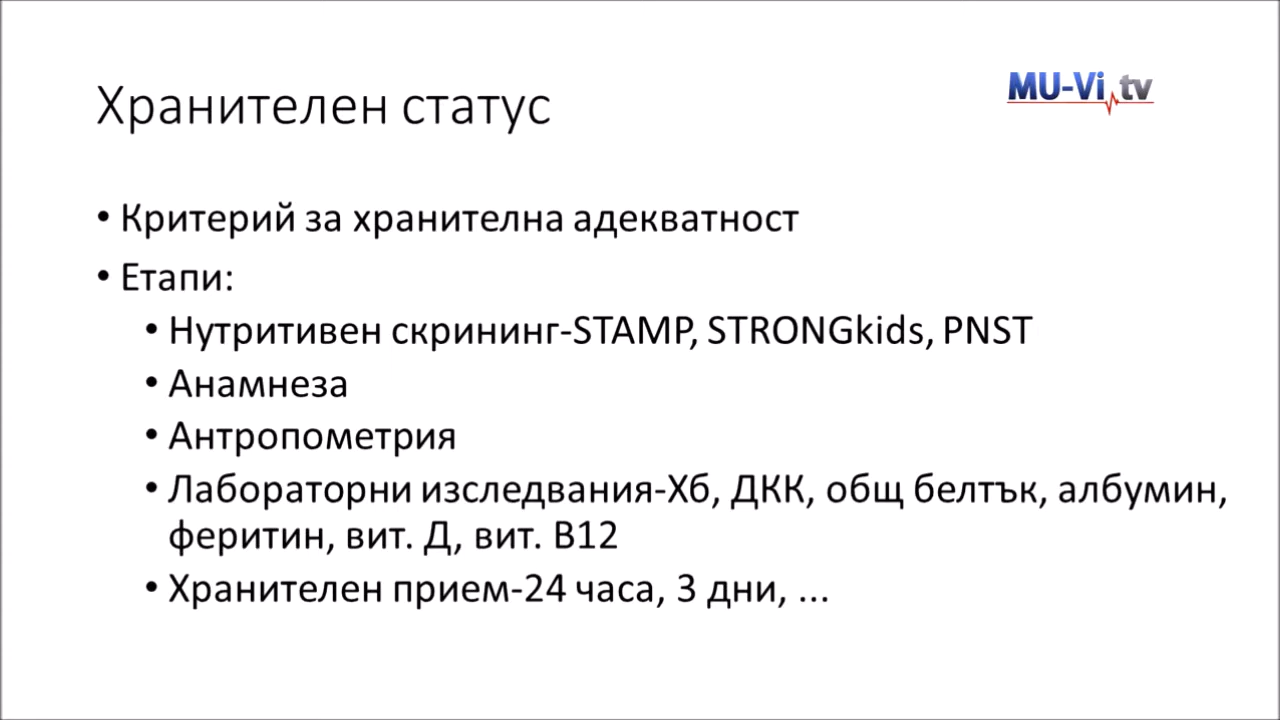 Хранителен статус
MU-Vi.tv
• Критерий за хранителна адекватност
• Етапи:
• Нутритивен скрининг-STAMP, STRONGkids, PNST
• Анамнеза
• Антропометрия
• Лабораторни изследвания-Хб, ДКК, общ белтък, албумин,
феритин, вит. Д, вит. В12
• Хранителен прием-24 часа, 3 дни, ...